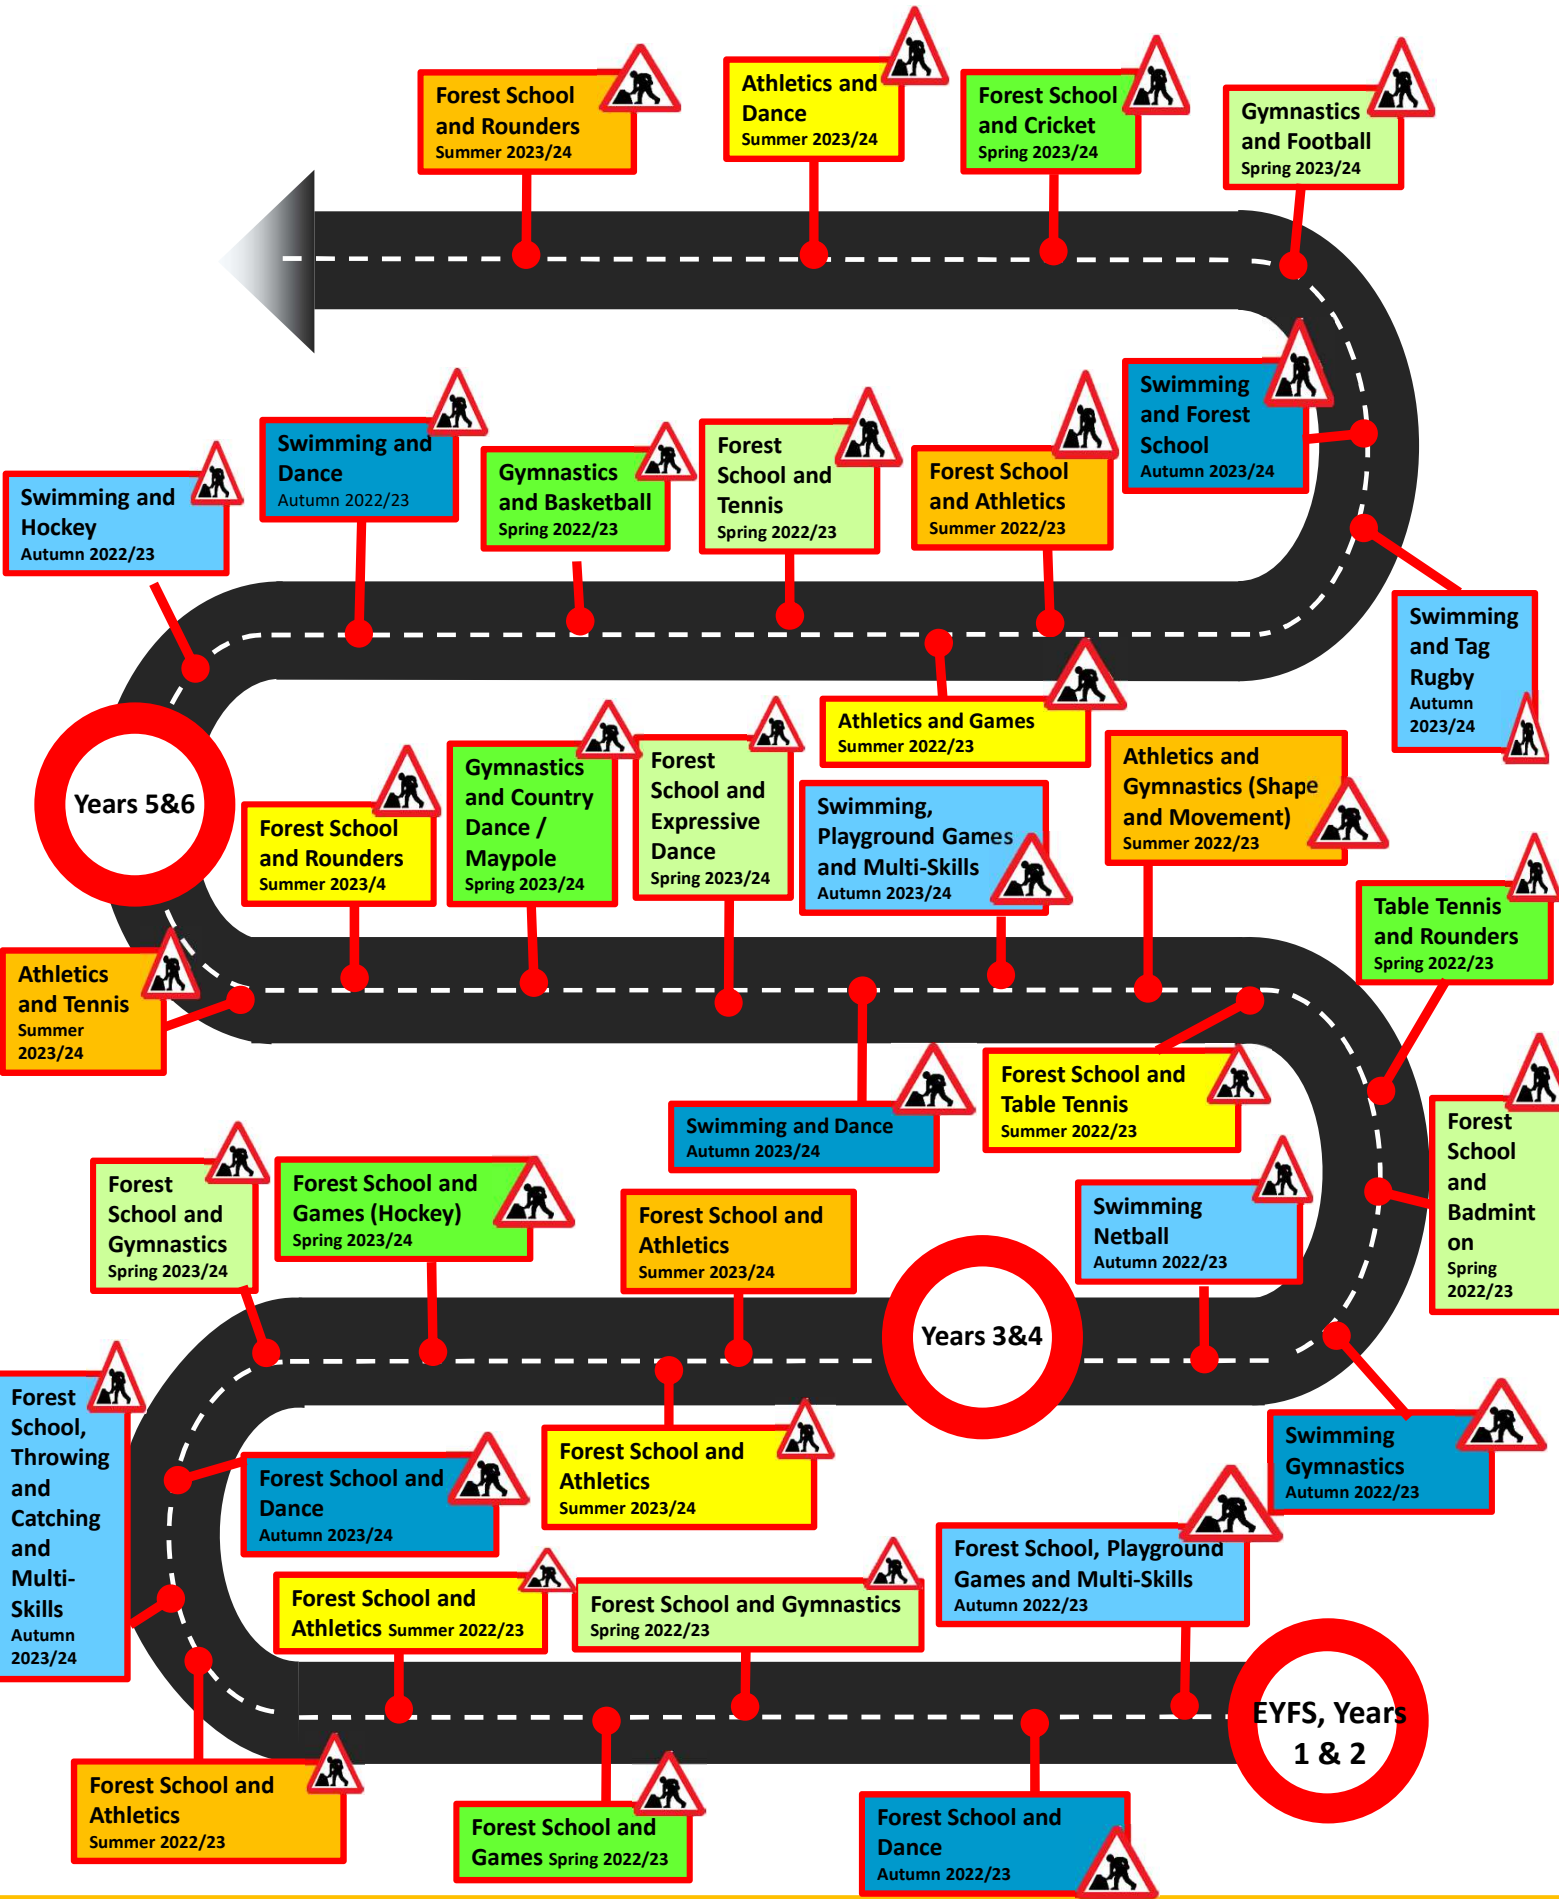 Forest School
and Rounders
Summer 2023/24
Athletics and
Dance
Summer 2023/24
Forest School
and Cricket
Spring 2023/24
Gymnastics
and Football
Spring 2023/24
Swimming
and Forest
School
Autumn 2023/24
Swimming and
Hockey
Autumn 2022/23
Swimming and
Dance
Autumn 2022/23
Gymnastics
and Basketball
Spring 2022/23
Forest
School and
Tennis
Spring 2022/23
Forest School
and Athletics
Summer 2022/23
Swimming
and Tag
Rugby
Autumn
2023/24
Athletics and Games
Summer 2022/23
Years 5&6
Forest School
and Rounders
Summer 2023/4
Gymnastics
and Country
Dance /
Maypole
Spring 2023/24
Forest
School and
Expressive
Dance
Spring 2023/24
Swimming,
Playground Games
and Multi-Skills
Autumn 2023/24
Athletics and
Gymnastics (Shape
and Movement)
Summer 2022/23
Table Tennis
and Rounders
Spring 2022/23
Athletics
and Tennis
Summer
2023/24
Swimming and Dance
Autumn 2023/24
Forest School and
Table Tennis
Summer 2022/23
Forest
School
and
Badmint
on
Spring
2022/23
Forest
School and
Gymnastics
Spring 2023/24
Forest School and
Games (Hockey)
Spring 2023/24
Forest School and
Athletics
Summer 2023/24
Years 3&4
Swimming
Netball
Autumn 2022/23
Forest
School,
Throwing
and
Catching
and
Multi-
Skills
Autumn
2023/24
Forest School and
Dance
Autumn 2023/24
Forest School and
Athletics
Summer 2023/24
Swimming
Gymnastics
Autumn 2022/23
Forest School and
Athletics Summer 2022/23
Forest School and Gymnastics
Spring 2022/23
Forest School, Playground
Games and Multi-Skills
Autumn 2022/23
EYFS, Years
1 & 2
Forest School and
Athletics
Summer 2022/23
Forest School and
Games Spring 2022/23
Forest School and
Dance
Autumn 2022/23